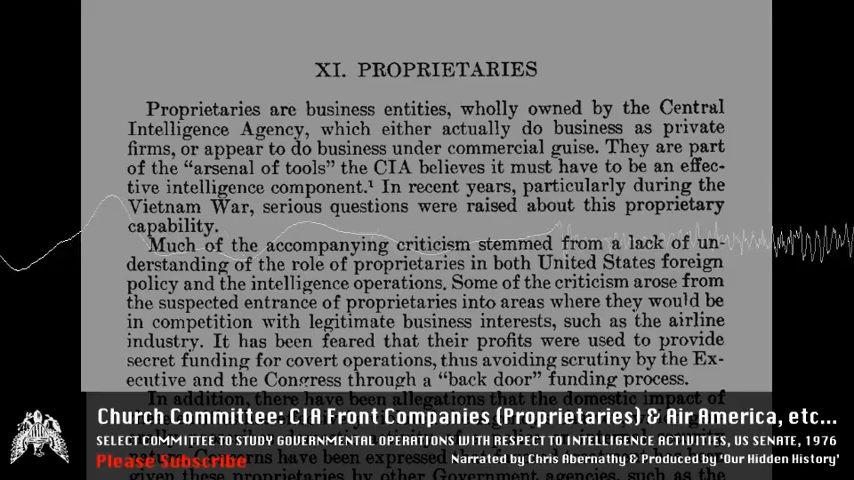 XI. PROPRIETARIES
Proprietaries are business entities, wholly owned by the Central
Intelligence Agency, which either actually do business as private
firms, or appear to do business under commercial guise. They are part
of the “arsenal of tools” the CIA believes it must have to be an effec-
tive intelligence component.¹ In recent years, particularly during the
Vietnam War, serious questions were raised about this proprietary
capability.
Much of the accompanying criticism stemmed from a lack of un-
derstanding of the role of proprietaries in both United States foreign
policy and the intelligence operations. Some of the criticism arose from
the suspected entrance of proprietaries into areas where they would be
in competition with legitimate business interests, such as the airline
industry. It has been feared that their profits were used to provide
secret funding for covert operations, thus avoiding scrutiny by the Ex-
ecutive and the Congress through a “back door” funding process.
In addition, there have been allegations that the domestic impact of
Church Committee: CIA Front Companies (Proprietaries) & Air America, etc...
SELECT COMMITTEE TO STUDY GOVERNMENTAL OPERATIONS WITH RESPECT TO INTELLIGENCE ACTIVITIES, US SENATE, 1976
Please Subscribe
Narrated by Chris Abernathy & Produced by 'Our Hidden History'
given these proprietaries by other Government agencies, such as the